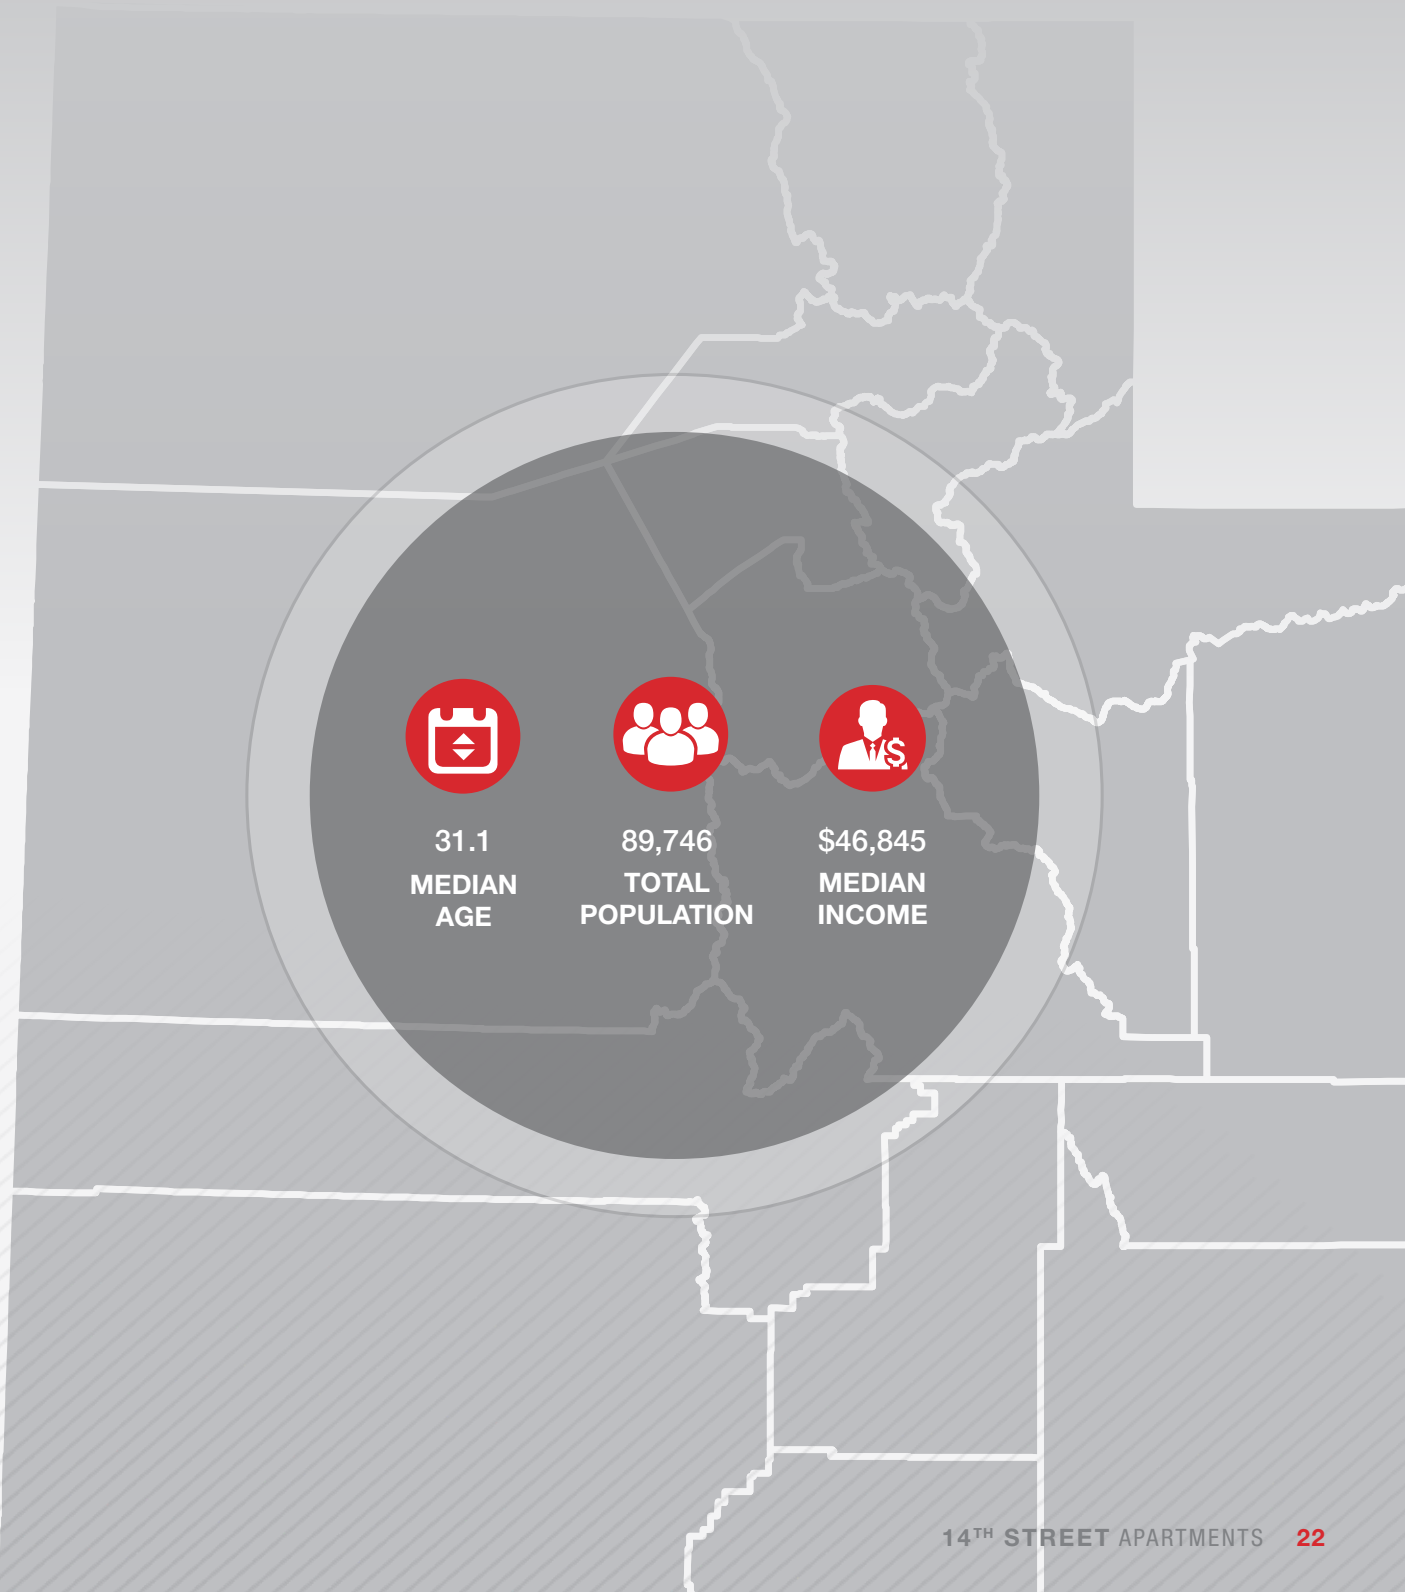 31.1
MEDIAN
AGE
89,746
TOTAL
POPULATION
$46,845
MEDIAN
INCOME
14TH STREET APARTMENTS 22